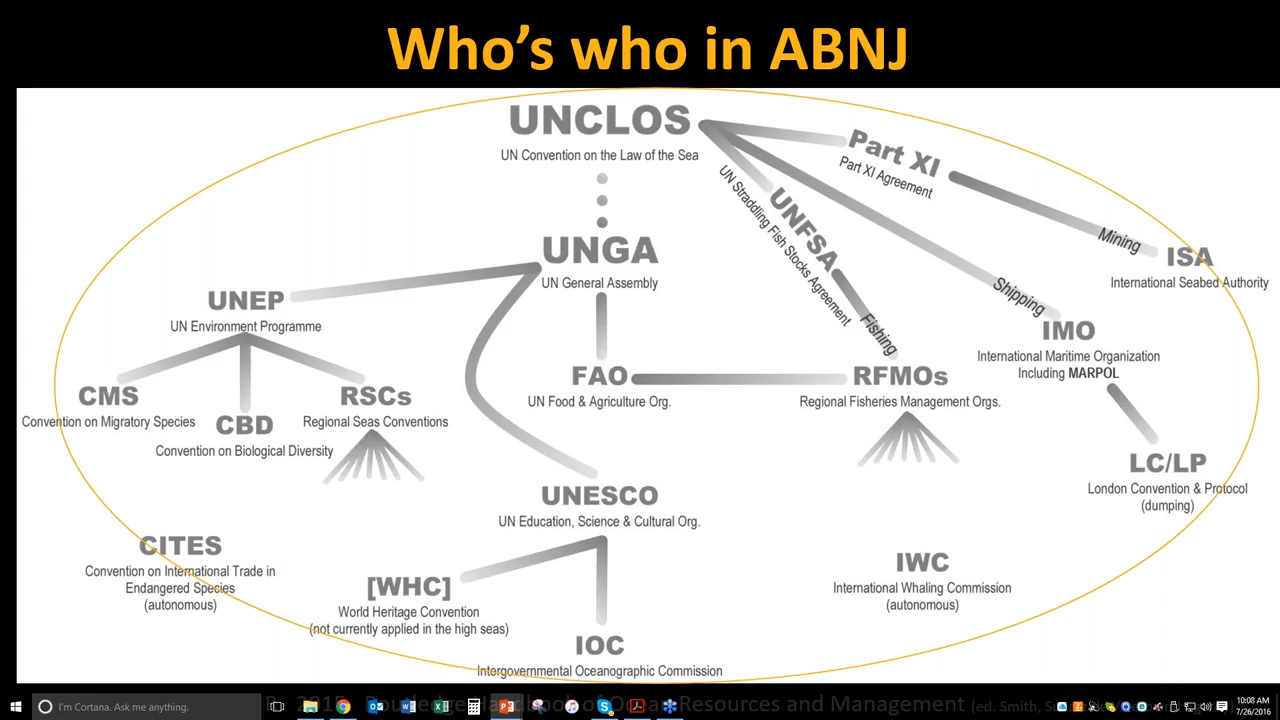 Who's who in ABNJ
UNCLOS
UN Convention on the Law of the Sea
Part XI
Part XI Agreement
UNFSA
UN Straddling Fish Stocks Agreement
Mining
ISA
International Seabed Authority
UNGA
UN General Assembly
Shipping
UNEP
UN Environment Programme
Fishing
IMO
International Maritime Organization
Including MARPOL
CMS
Convention on Migratory Species
CBD
Convention on Biological Diversity
RSCs
Regional Seas Conventions
FAO
UN Food & Agriculture Org.
RFMOs
Regional Fisheries Management Orgs.
LC/LP
London Convention & Protocol
(dumping)
UNESCO
UN Education, Science & Cultural Org.
CITES
Convention on International Trade in
Endangered Species
(autonomous)
[WHC]
World Heritage Convention
(not currently applied in the high seas)
IWC
International Whaling Commission
(autonomous)
IOC
Intergovernmental Oceanographic Commission
I'm Cortana. Ask me anything.
of Ocean Resources and Management (ed. Smith,
10:08 AM
7/26/2016